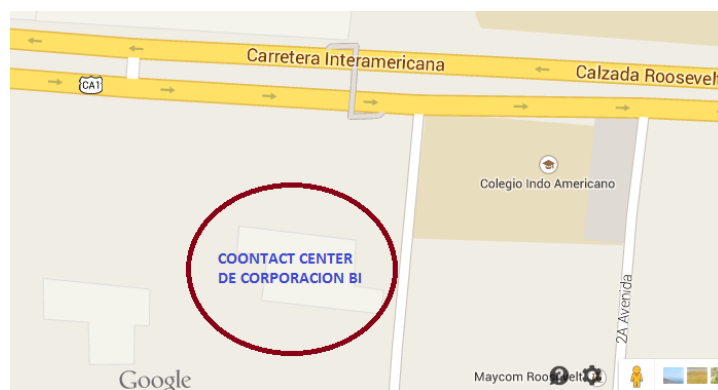 Carretera Interamericana
Calzada Roosevelt
CA1
Colegio Indo Americano
COONTACT CENTER
DE CORPORACION BI
2A Avenida
Google
Maycom Roosevelt